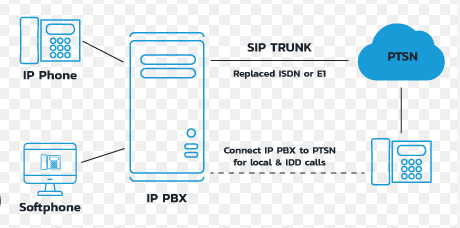 SIP TRUNK
PTSN
IP Phone
Replaced ISDN or E1
Connect IP PBX to PTSN
for local & IDD calls
IP PBX
Softphone